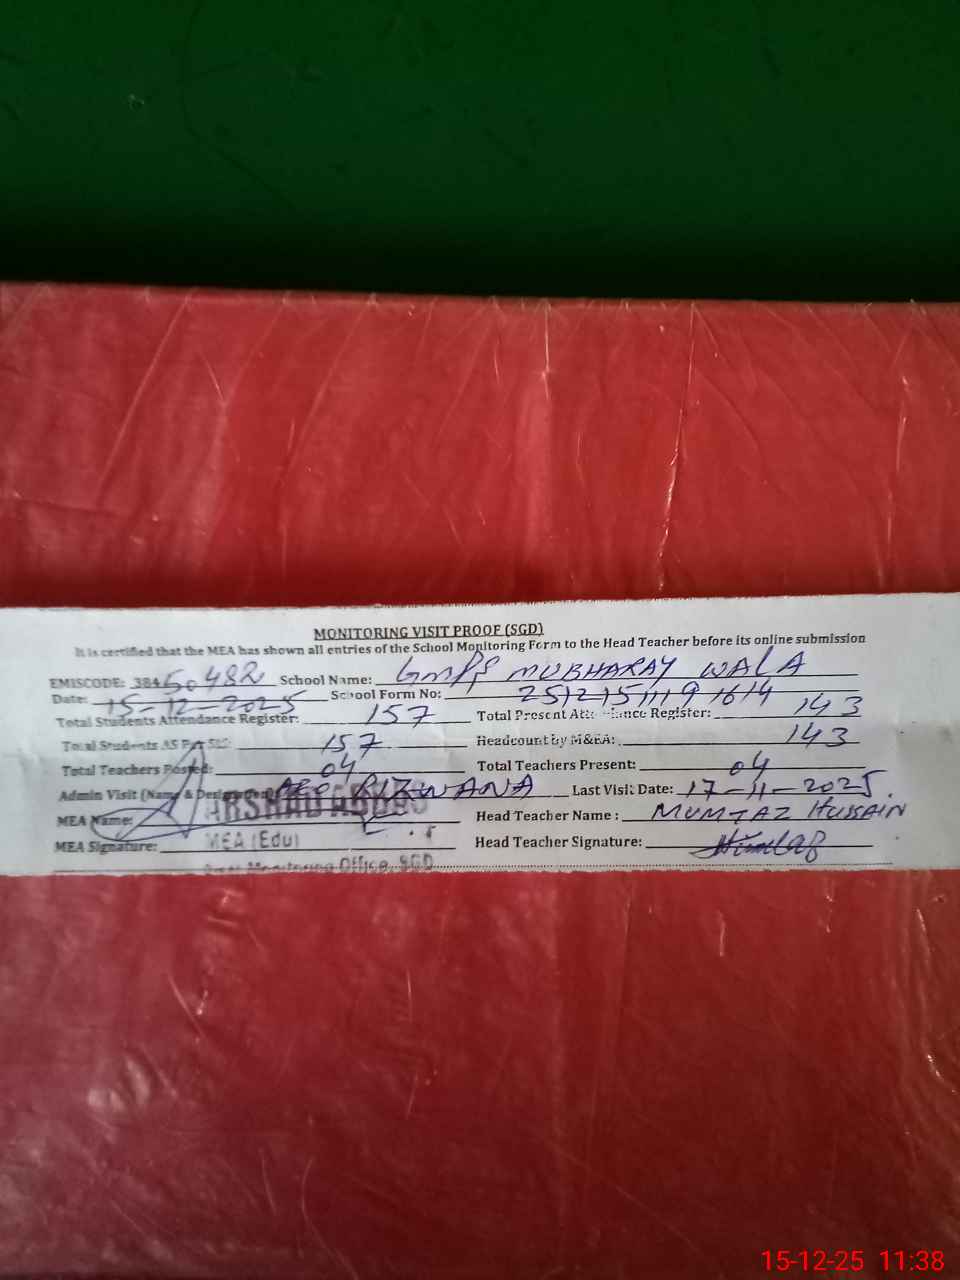 MONITORING VISIT PROOF (SGD)
It is certified that the MEA has shown all entries of the School Monitoring Form to the Head Teacher before its online submission
EMISCODE: 38450482 School Name: GMPS MUBHARAY WALA
Date: 15-12-2025 School Form No:
Total Students Attendance Register: 157 Total Present Attendance Register: 143
Total Students AS Per SIS: 157 Headcount by M&EA: 143
Total Teachers Posted: 04 Total Teachers Present: 04
Admin Visit (Name & Designation) AEO RIZWANA Last Visit Date: 17-11-2025.
MEA Name: ARSHAD ABBAS Head Teacher Name : MUMTAZ HUSSAIN
MEA Signature: MEA (Edu) Head Teacher Signature:
Monitoring Office, SGD
15-12-25 11:38